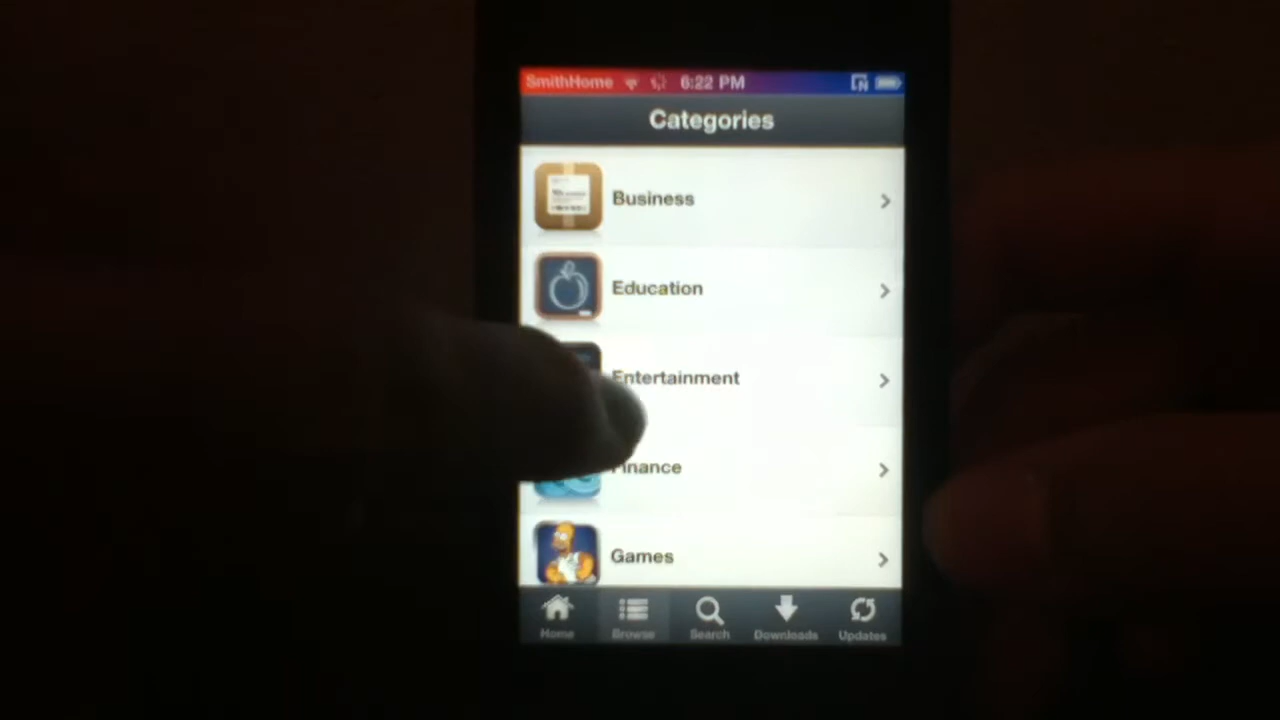 SmithHome 6:22 PM
Categories
Business
Education
Entertainment
Finance
Games
Home Browse Search Downloads Updates